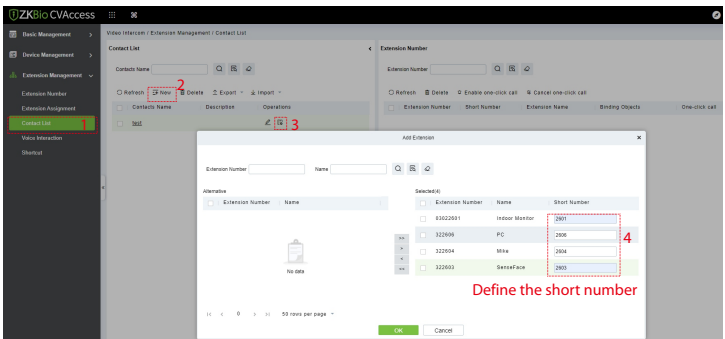 ZKBio CVAccess
Basic Management
Device Management
Extension Management
Extension Number
Extension Assignment
Contact List 1
Voice Interaction
Shortcut
Video Intercom / Extension Management / Contact List
Contact List
Contacts Name
2
Refresh New Delete Export Import
Contacts Name Description Operations
test
3
Extension Number
Extension Number
Refresh Delete Enable one-click call Cancel one-click call
Extension Number Short Number Extension Name Binding Objects One-click call
Add Extension
Extension Number Name
Alternative
Extension Number Name
No data
Selected(4)
Extension Number Name Short Number
03022601 Indoor Monitor 2601
322606 PC 2606
322604 Mike 2604
322603 SenseFace 2603
4
Define the short number
0 50 rows per page
OK Cancel